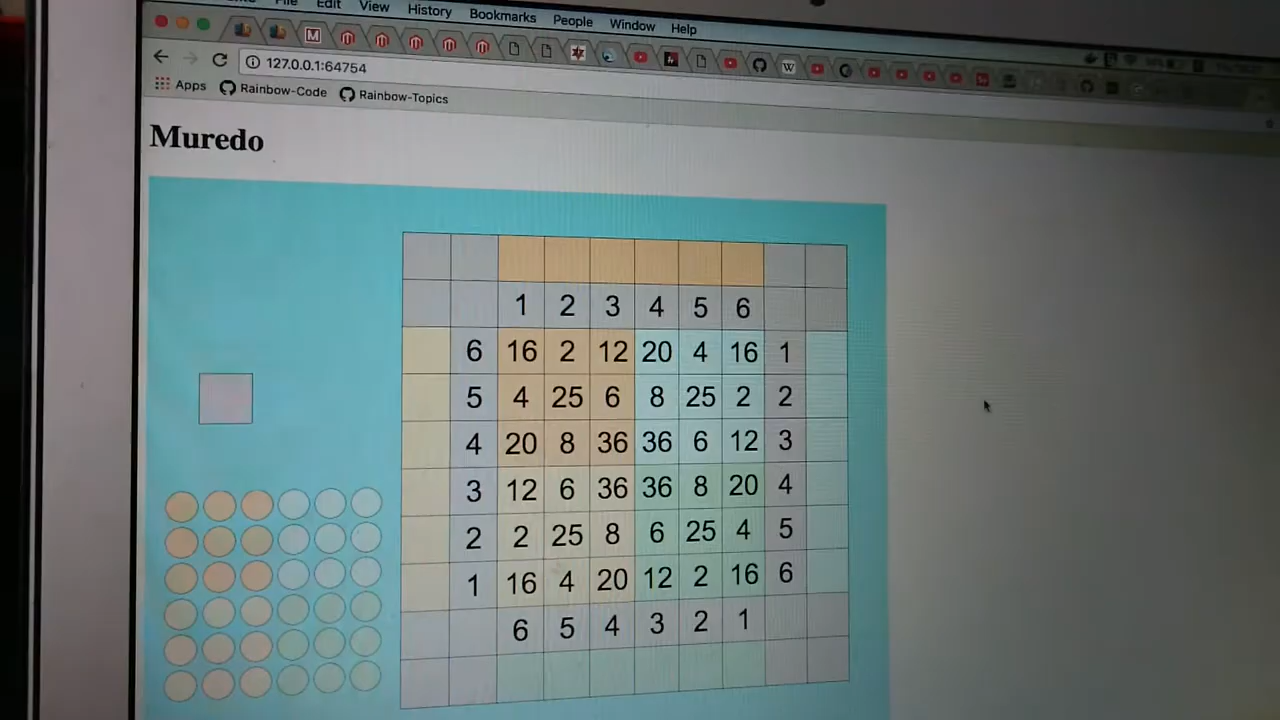 File Edit View History Bookmarks People Window Help
127.0.0.1:64754
Apps Rainbow-Code Rainbow-Topics
Muredo
1 2 3 4 5 6
6 16 2 12 20 4 16 1
5 4 25 6 8 25 2 2
4 20 8 36 36 6 12 3
3 12 6 36 36 8 20 4
2 2 25 8 6 25 4 5
1 16 4 20 12 2 16 6
6 5 4 3 2 1